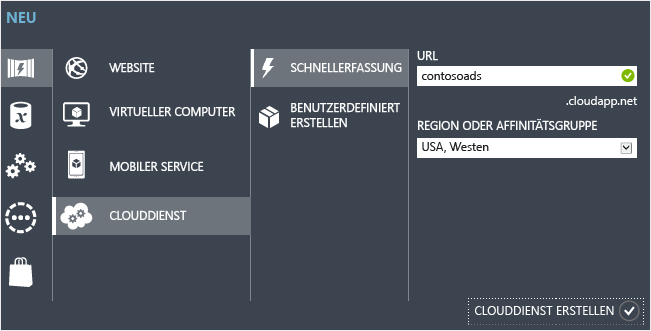 NEU
WEBSITE
VIRTUELLER COMPUTER
MOBILER SERVICE
CLOUDDIENST
SCHNELLERFASSUNG
BENUTZERDEFINIERT
ERSTELLEN
URL
contosoads
.cloudapp.net
REGION ODER AFFINITÄTSGRUPPE
USA, Westen
CLOUDDIENST ERSTELLEN